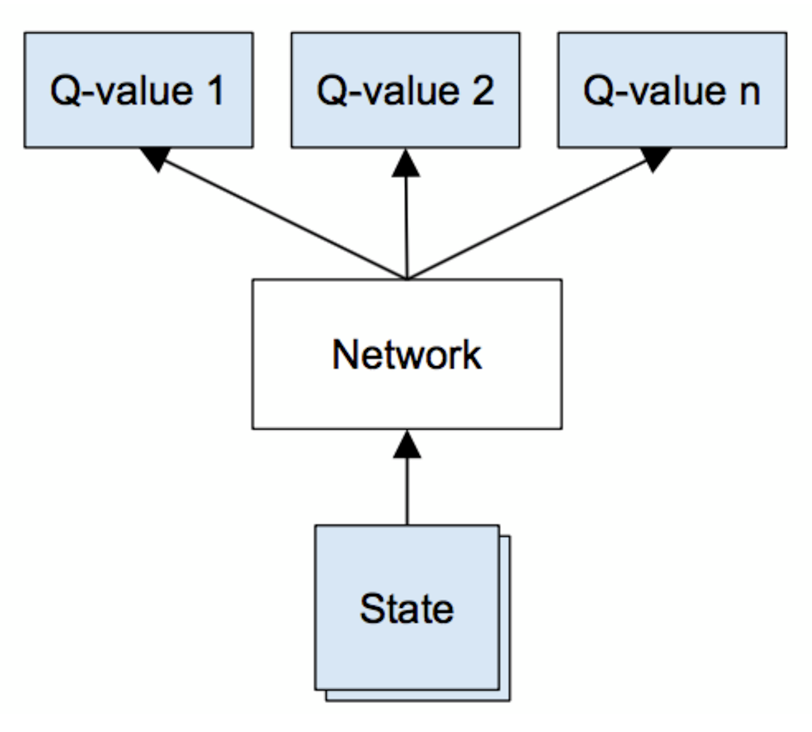 Q-value 1
Q-value 2
Q-value n
Network
State